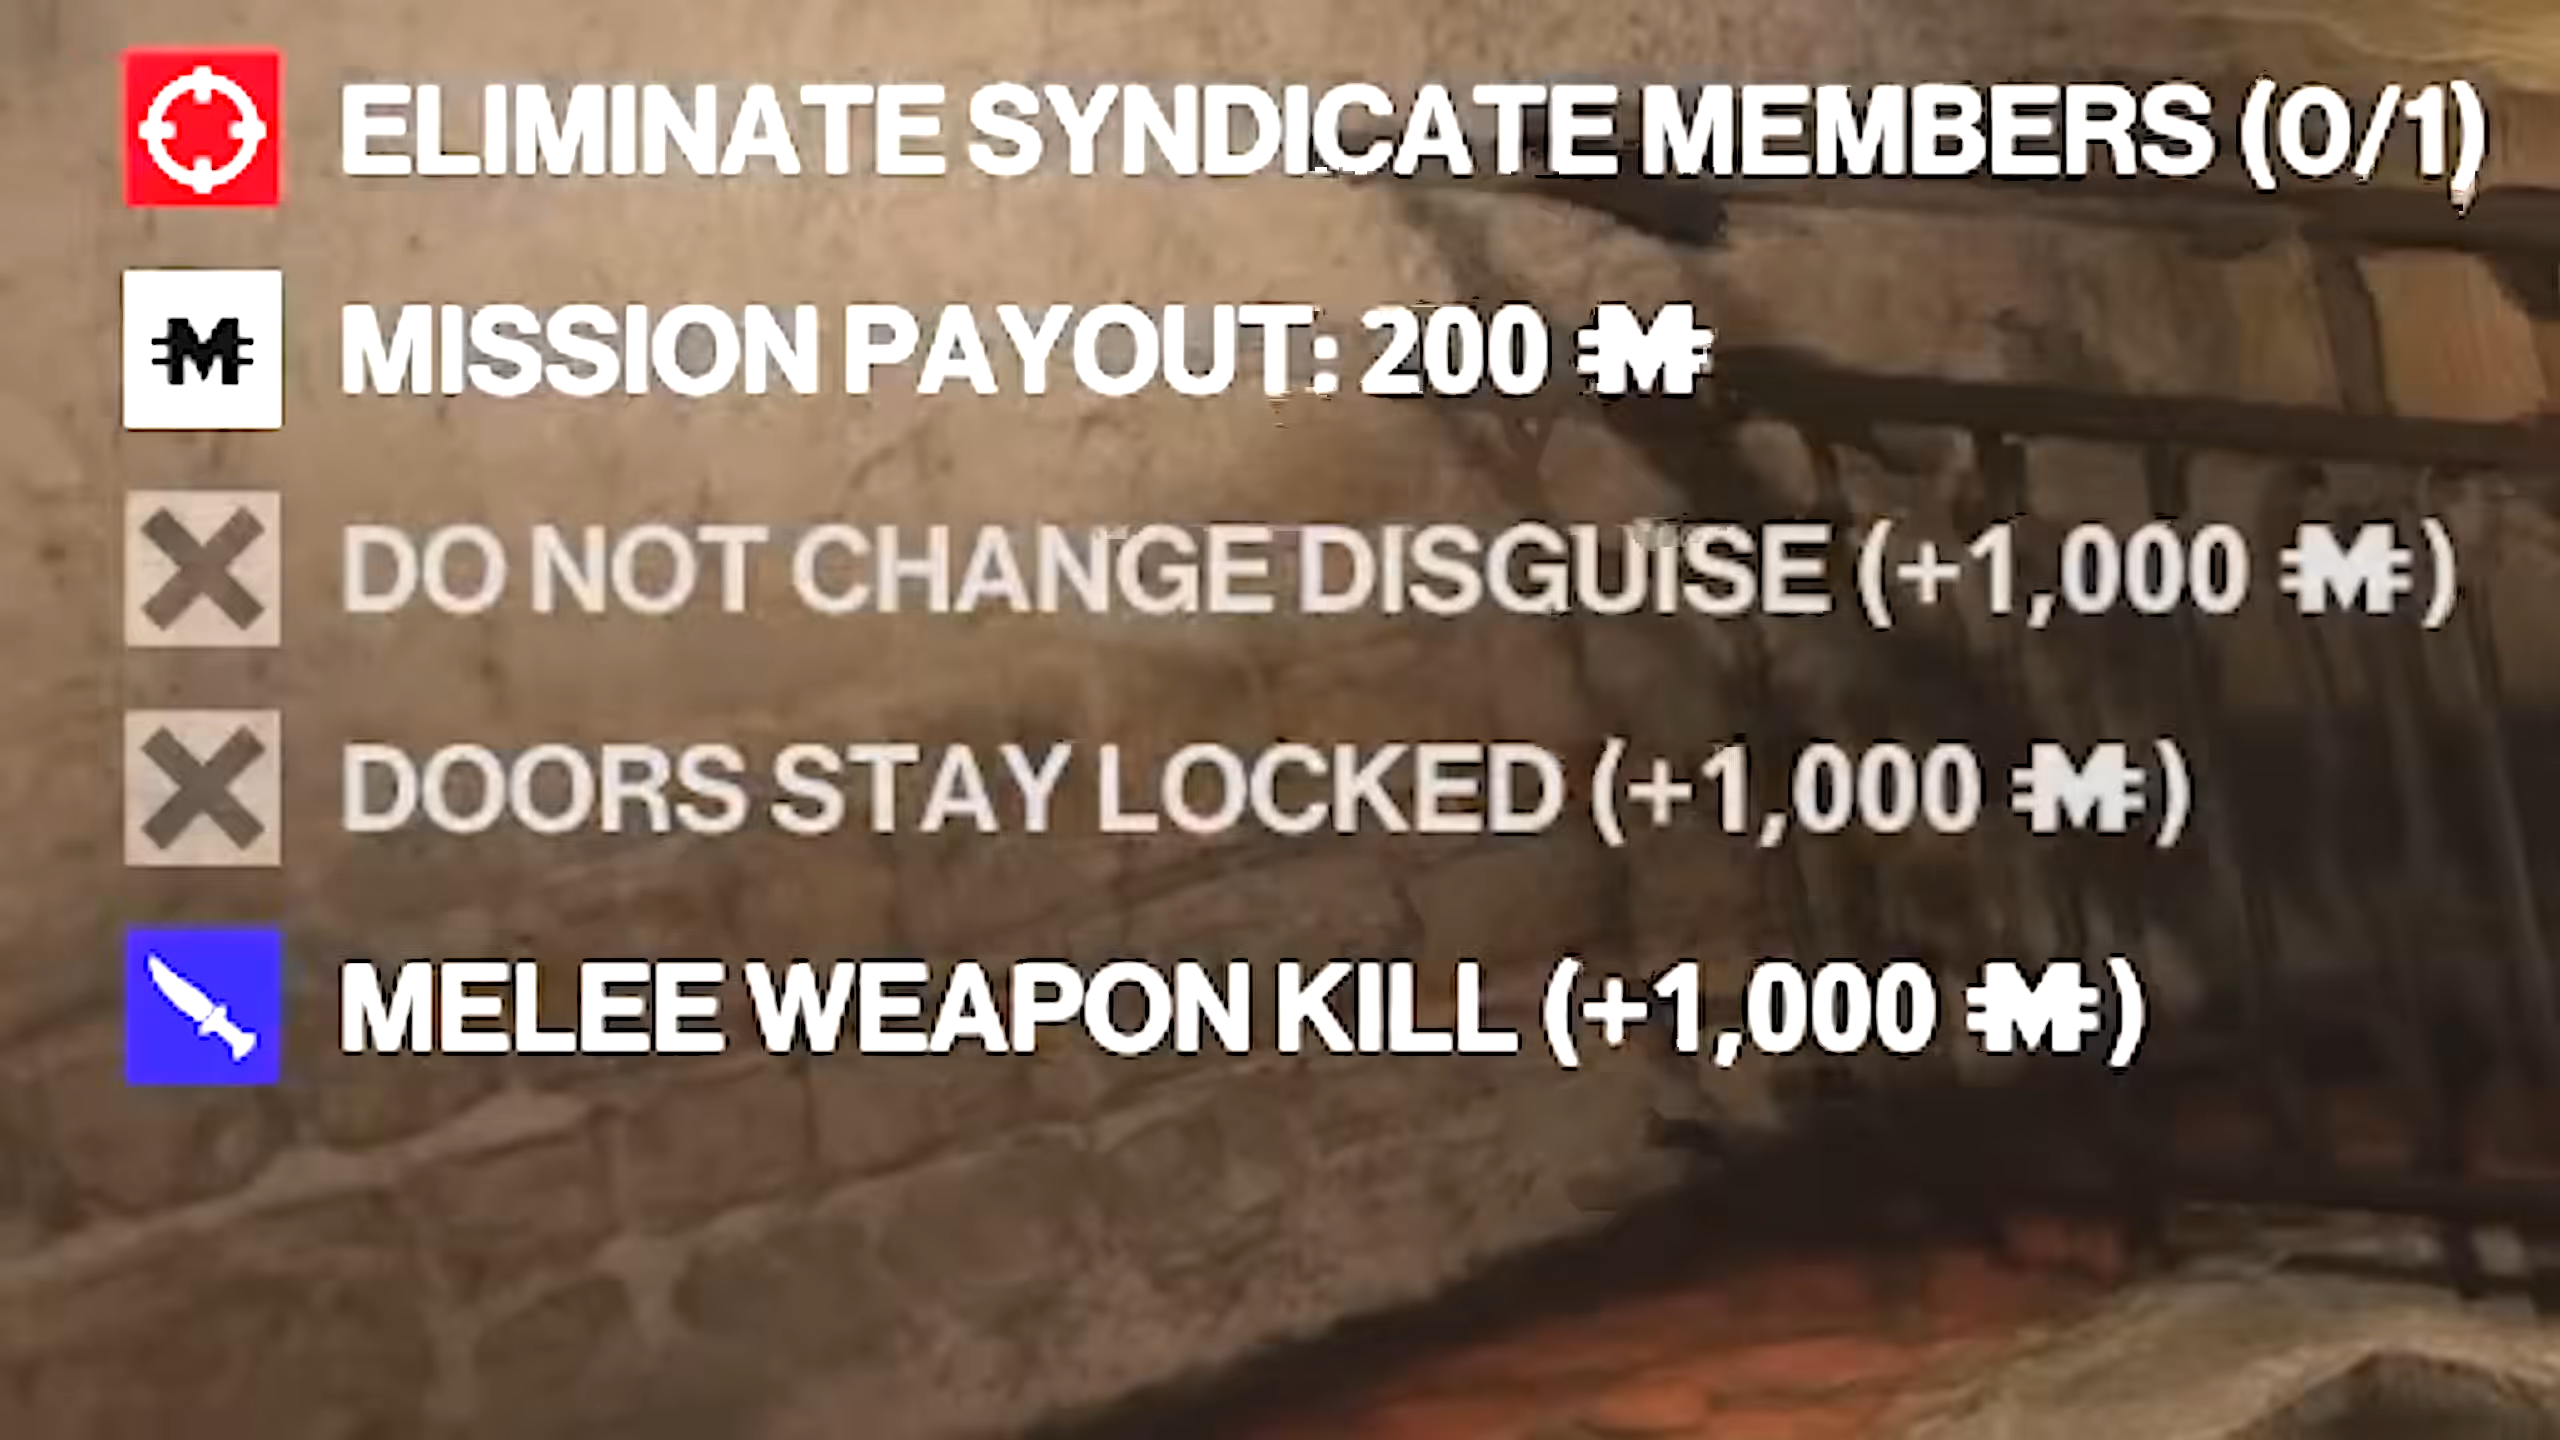 ELIMINATE SYNDICATE MEMBERS (0/1)
MISSION PAYOUT: 200 M
DO NOT CHANGE DISGUISE (+1,000 M)
DOORS STAY LOCKED (+1,000 M)
MELEE WEAPON KILL (+1,000 M)